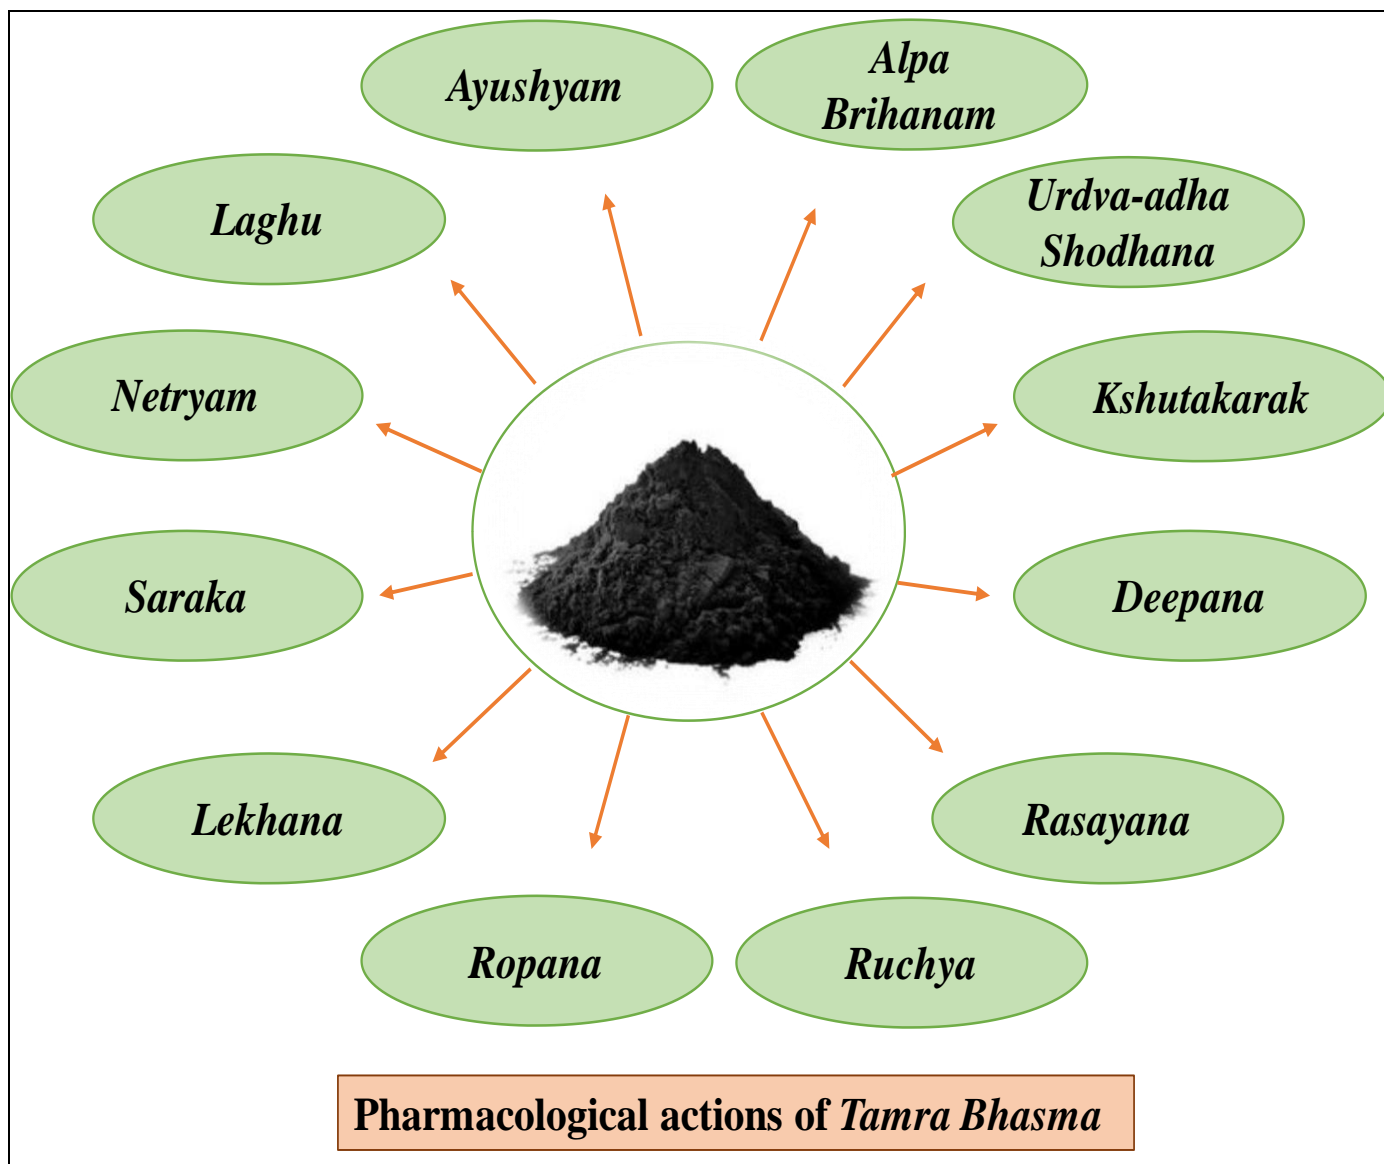 Ayushyam
Alpa
Brihanam
Laghu
Urdva-adha
Shodhana
Netryam
Kshutakarak
Saraka
Deepana
Lekhana
Rasayana
Ropana
Ruchya
Pharmacological actions of Tamra Bhasma